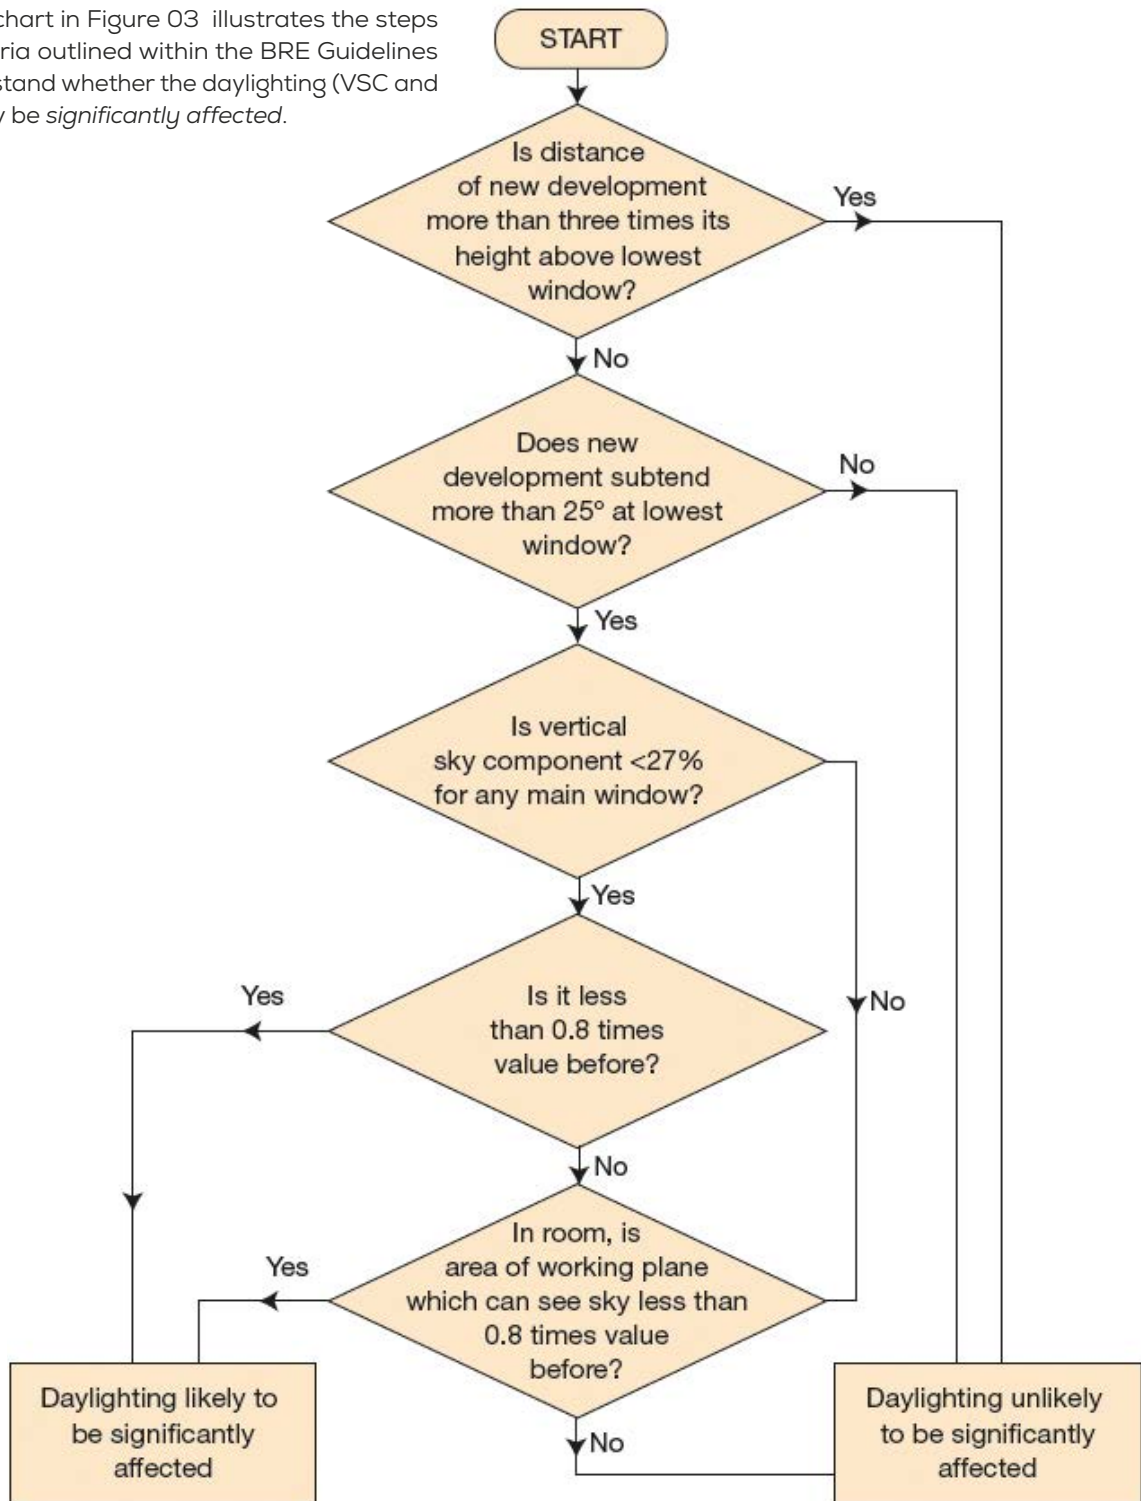 chart in Figure 03 illustrates the steps
ria outlined within the BRE Guidelines
stand whether the daylighting (VSC and
y be significantly affected.
START
Is distance
of new development
more than three times its
height above lowest
window?
Yes
No
Does new
development subtend
more than 25º at lowest
window?
No
Yes
Is vertical
sky component <27%
for any main window?
Yes
No
Is it less
than 0.8 times
value before?
Yes
No
In room, is
area of working plane
which can see sky less than
0.8 times value
before?
Yes
No
Daylighting likely to
be significantly
affected
Daylighting unlikely
to be significantly
affected